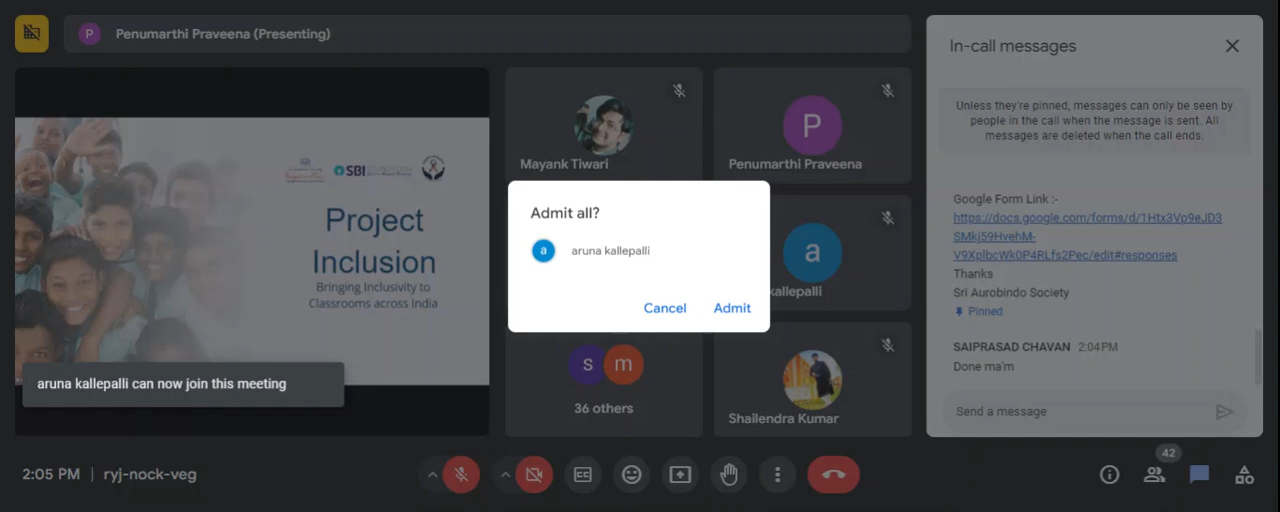 P
Penumarthi Praveena (Presenting)
SBI
Project
Inclusion
Bringing Inclusivity to
Classrooms across India
aruna kallepalli can now join this meeting
Mayank Tiwari
P
Penumarthi Praveena
Admit all?
a
aruna kallepalli
Cancel
Admit
a
kallepalli
s
m
36 others
Shailendra Kumar
In-call messages
Unless they're pinned, messages can only be seen by
people in the call when the message is sent. All
messages are deleted when the call ends.
Google Form Link :-
https://docs.google.com/forms/d/1Htx3Vp9eJD3
SMkj59HvehM-
V9XplbcWk0P4RLfs2Pec/edit#responses
Thanks
Sri Aurobindo Society
Pinned
SAIPRASAD CHAVAN 2:04 PM
Done ma'm
Send a message
2:05 PM | ryj-nock-veg
CC
42